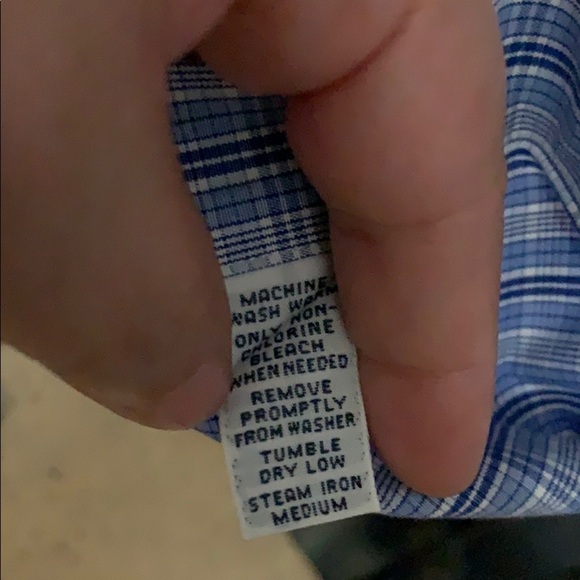 MACHINE
WASH WARM
ONLY NON-
CHLORINE
BLEACH
WHEN NEEDED
REMOVE
PROMPTLY
FROM WASHER
TUMBLE
DRY LOW
STEAM IRON
MEDIUM